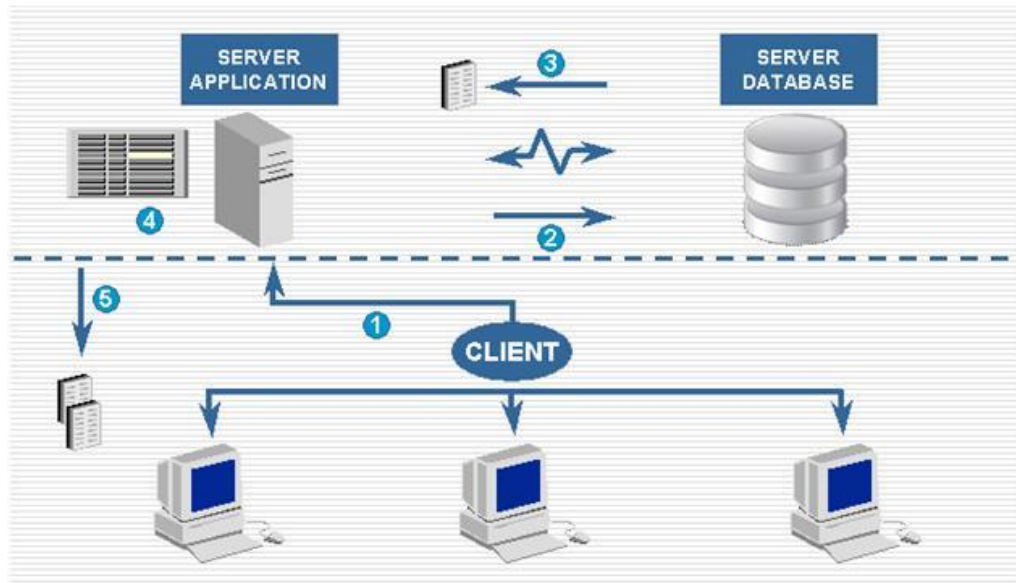 SERVER
APPLICATION
3
SERVER
DATABASE
4
2
5
1
CLIENT